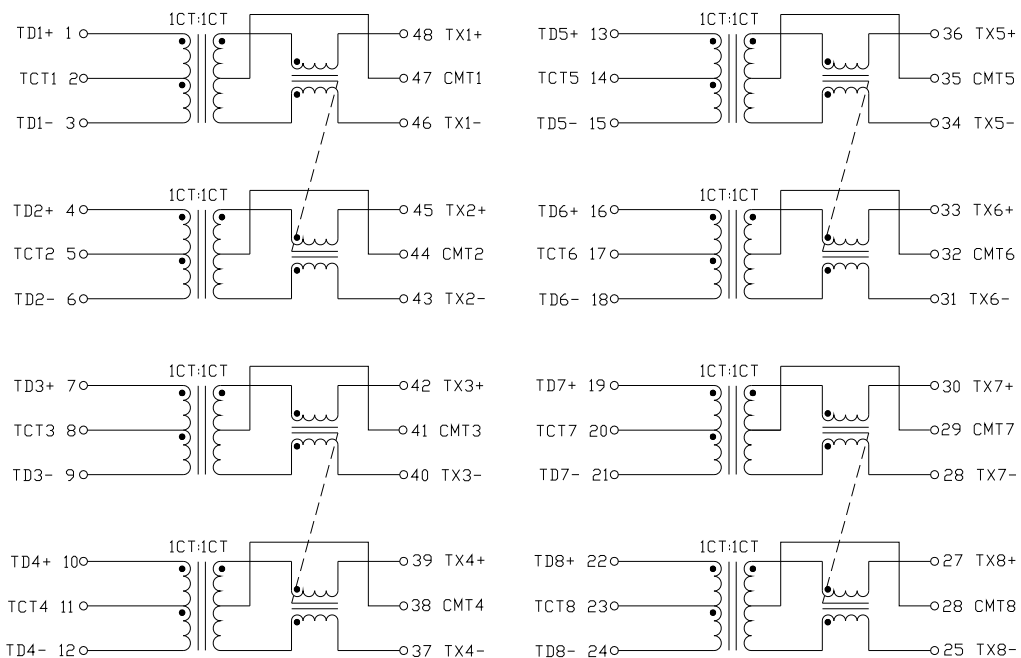 1CT:1CT
TD1+ 1
48 TX1+
TCT1 2
47 CMT1
TD1- 3
46 TX1-
1CT:1CT
TD2+ 4
45 TX2+
TCT2 5
44 CMT2
TD2- 6
43 TX2-
1CT:1CT
TD3+ 7
42 TX3+
TCT3 8
41 CMT3
TD3- 9
40 TX3-
1CT:1CT
TD4+ 10
39 TX4+
TCT4 11
38 CMT4
TD4- 12
37 TX4-
1CT:1CT
TD5+ 13
36 TX5+
TCT5 14
35 CMT5
TD5- 15
34 TX5-
1CT:1CT
TD6+ 16
33 TX6+
TCT6 17
32 CMT6
TD6- 18
31 TX6-
1CT:1CT
TD7+ 19
30 TX7+
TCT7 20
29 CMT7
TD7- 21
28 TX7-
1CT:1CT
TD8+ 22
27 TX8+
TCT8 23
28 CMT8
TD8- 24
25 TX8-